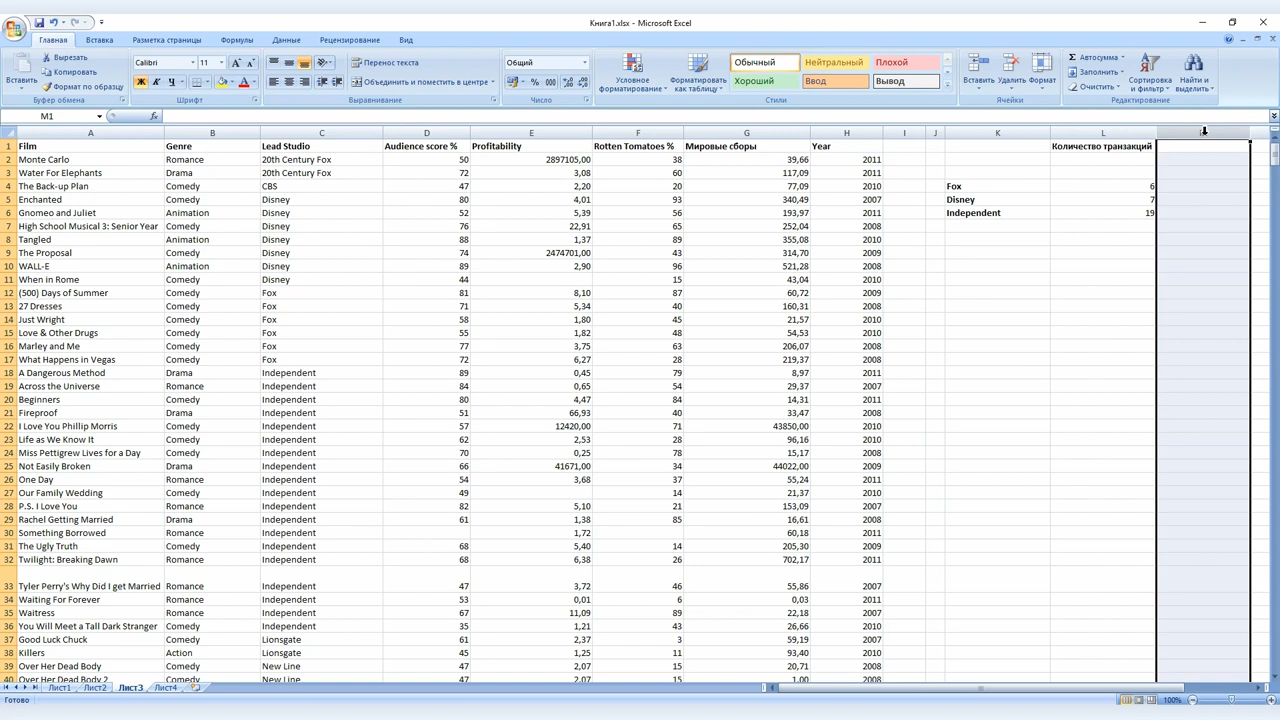 Книга1.xlsx - Microsoft Excel
Главная Вставка Разметка страницы Формулы Данные Рецензирование Вид
Вставить Вырезать Копировать Формат по образцу Буфер обмена
Calibri 11 Ж К Ч Шрифт
Перенос текста Объединить и поместить в центре Выравнивание
Общий % 000 Число
Условное форматирование Форматировать как таблицу Обычный Нейтральный Плохой Хороший Ввод Вывод Стили
Вставить Удалить Формат Ячейки
Автосумма Заполнить Очистить Сортировка и фильтр Найти и выделить Редактирование
M1 fx
A B C D E F G H I J K L
1 Film Genre Lead Studio Audience score % Profitability Rotten Tomatoes % Мировые сборы Year Количество транзакций
2 Monte Carlo Romance 20th Century Fox 50 2897105,00 38 39,66 2011
3 Water For Elephants Drama 20th Century Fox 72 3,08 60 117,09 2011
4 The Back-up Plan Comedy CBS 47 2,20 20 77,09 2010 Fox 6
5 Enchanted Comedy Disney 80 4,01 93 340,49 2007 Disney 7
6 Gnomeo and Juliet Animation Disney 52 5,39 56 193,97 2011 Independent 19
7 High School Musical 3: Senior Year Comedy Disney 76 22,91 65 252,04 2008
8 Tangled Animation Disney 88 1,37 89 355,08 2010
9 The Proposal Comedy Disney 74 2474701,00 43 314,70 2009
10 WALL-E Animation Disney 89 2,90 96 521,28 2008
11 When in Rome Comedy Disney 44 15 43,04 2010
12 (500) Days of Summer Comedy Fox 81 8,10 87 60,72 2009
13 27 Dresses Comedy Fox 71 5,34 40 160,31 2008
14 Just Wright Comedy Fox 58 1,80 45 21,57 2010
15 Love & Other Drugs Comedy Fox 55 1,82 48 54,53 2010
16 Marley and Me Comedy Fox 77 3,75 63 206,07 2008
17 What Happens in Vegas Comedy Fox 72 6,27 28 219,37 2008
18 A Dangerous Method Drama Independent 89 0,45 79 8,97 2011
19 Across the Universe Romance Independent 84 0,65 54 29,37 2007
20 Beginners Comedy Independent 80 4,47 84 14,31 2011
21 Fireproof Drama Independent 51 66,93 40 33,47 2008
22 I Love You Phillip Morris Comedy Independent 57 12420,00 71 43850,00 2010
23 Life as We Know It Comedy Independent 62 2,53 28 96,16 2010
24 Miss Pettigrew Lives for a Day Comedy Independent 70 0,25 78 15,17 2008
25 Not Easily Broken Drama Independent 66 41671,00 34 44022,00 2009
26 One Day Romance Independent 54 3,68 37 55,24 2011
27 Our Family Wedding Comedy Independent 49 14 21,37 2010
28 P.S. I Love You Romance Independent 82 5,10 21 153,09 2007
29 Rachel Getting Married Drama Independent 61 1,38 85 16,61 2008
30 Something Borrowed Romance Independent 1,72 60,18 2011
31 The Ugly Truth Comedy Independent 68 5,40 14 205,30 2009
32 Twilight: Breaking Dawn Romance Independent 68 6,38 26 702,17 2011
33 Tyler Perry's Why Did I get Married Romance Independent 47 3,72 46 55,86 2007
34 Waiting For Forever Romance Independent 53 0,01 6 0,03 2011
35 Waitress Romance Independent 67 11,09 89 22,18 2007
36 You Will Meet a Tall Dark Stranger Comedy Independent 35 1,21 43 26,66 2010
37 Good Luck Chuck Comedy Lionsgate 61 2,37 3 59,19 2007
38 Killers Action Lionsgate 45 1,25 11 93,40 2010
39 Over Her Dead Body Comedy New Line 47 2,07 15 20,71 2008
40 Over Her Dead Body 2 Comedy New Line 47 2,07 15 1,00 2008
Лист1 Лист2 Лист3 Лист4
Готово 100%